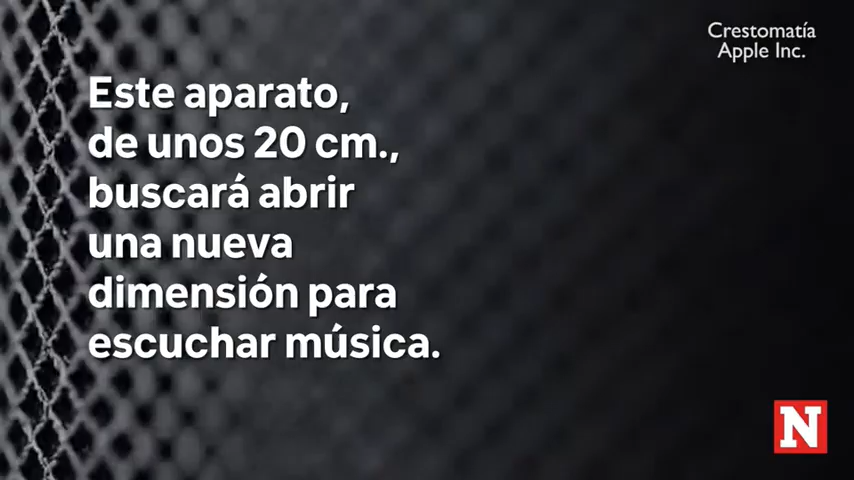 Crestomatía
Apple Inc.
Este aparato,
de unos 20 cm.,
buscará abrir
una nueva
dimensión para
escuchar música.
N